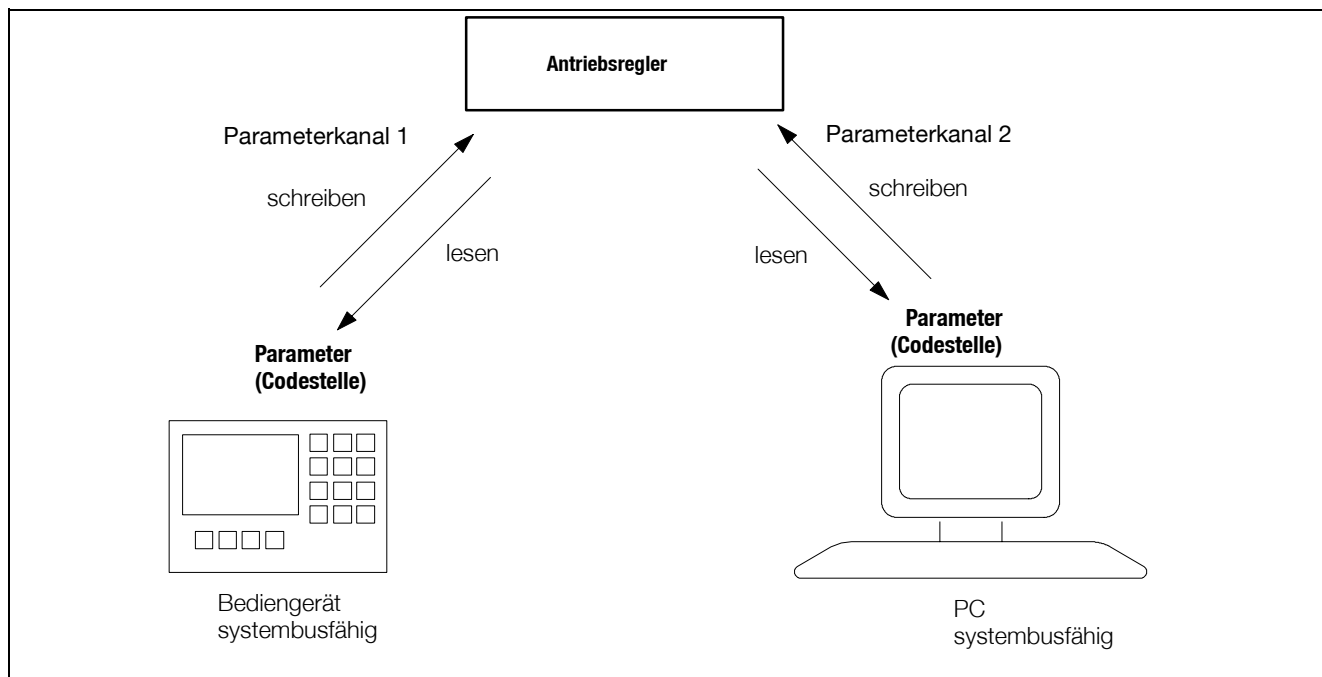 Antriebsregler
Parameterkanal 1
Parameterkanal 2
schreiben
schreiben
lesen
lesen
Parameter
(Codestelle)
Parameter
(Codestelle)
Bediengerät
systembusfähig
PC
systembusfähig